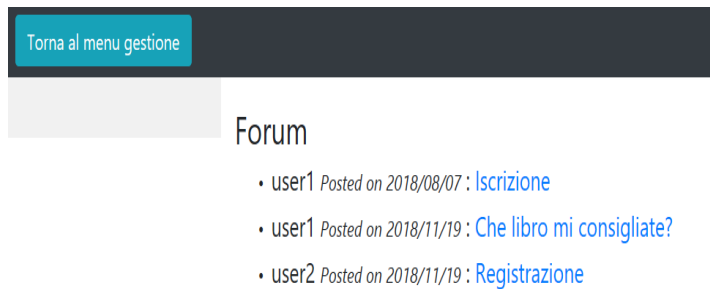 Torna al menu gestione
Forum
• user1 Posted on 2018/08/07 : Iscrizione
• user1 Posted on 2018/11/19 : Che libro mi consigliate?
• user2 Posted on 2018/11/19 : Registrazione